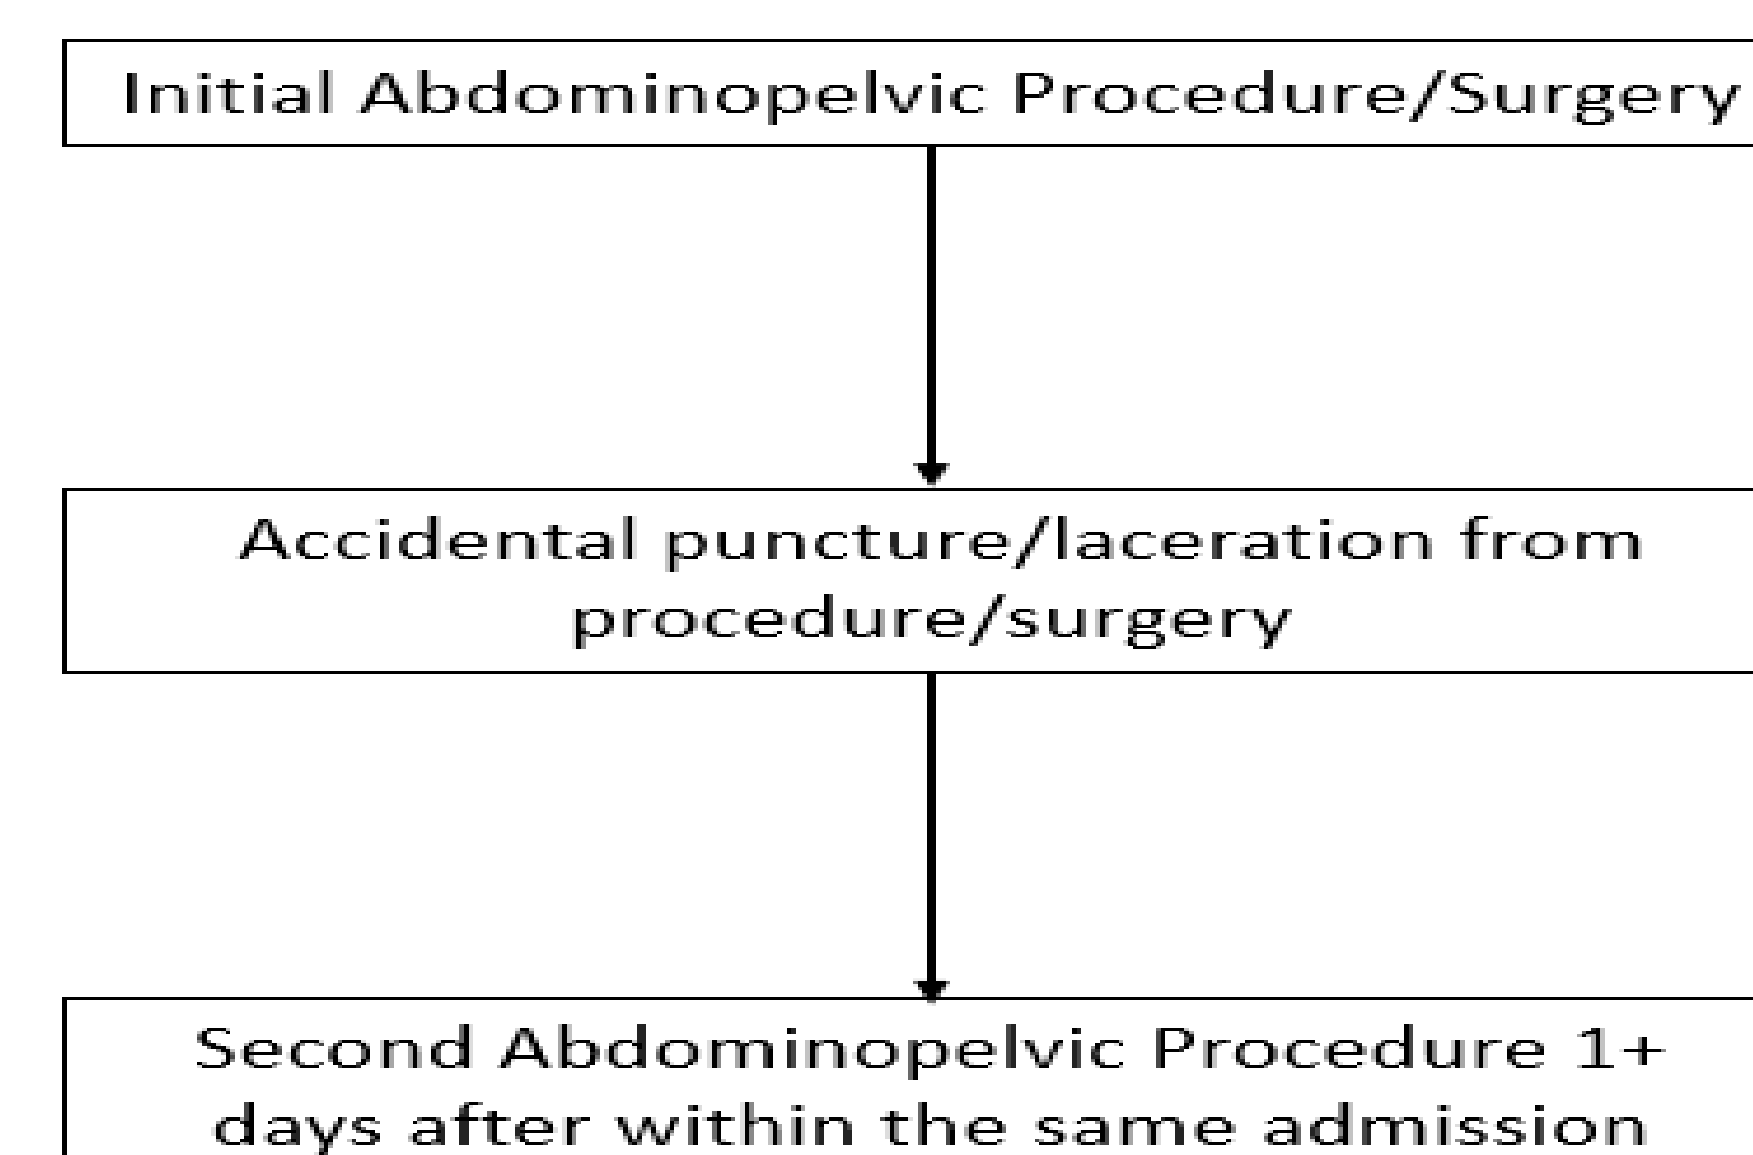 Initial Abdominopelvic Procedure/Surgery
Accidental puncture/laceration from
procedure/surgery
Second Abdominopelvic Procedure 1+
days after within the same admission